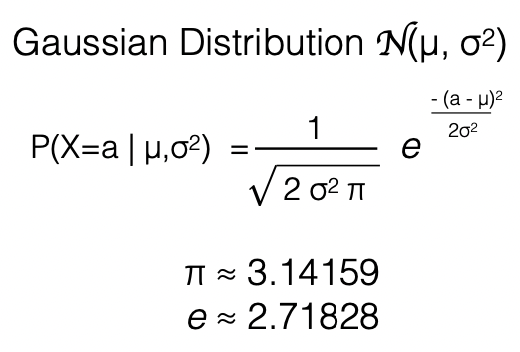 Gaussian Distribution 𝒩(μ, σ²)
P(X=a | μ,σ²) = 1 / √(2 σ² π) e^(- (a - μ)² / 2σ²)
π ≈ 3.14159
e ≈ 2.71828